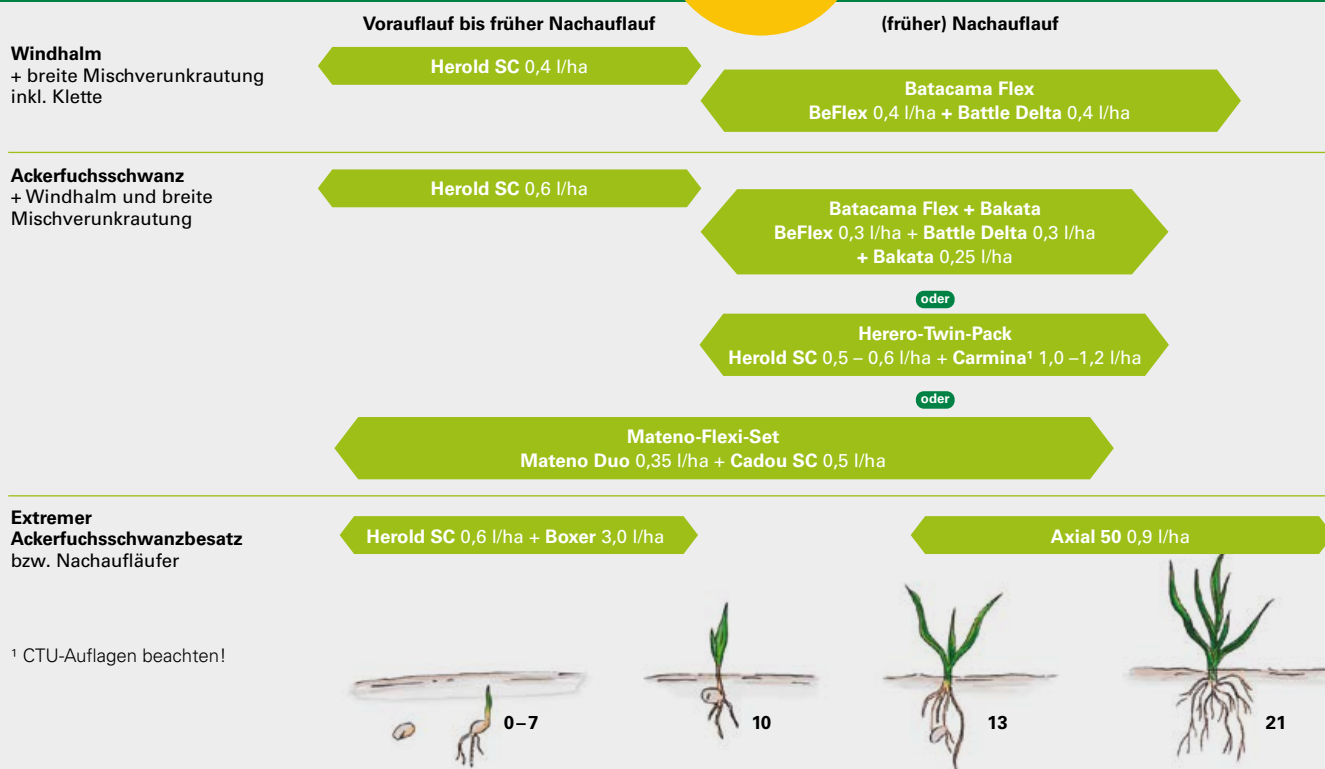 Vorauflauf bis früher Nachauflauf
(früher) Nachauflauf
Windhalm
+ breite Mischverunkrautung
inkl. Klette
Herold SC 0,4 l/ha
Batacama Flex
BeFlex 0,4 l/ha + Battle Delta 0,4 l/ha
Ackerfuchsschwanz
+ Windhalm und breite
Mischverunkrautung
Herold SC 0,6 l/ha
Batacama Flex + Bakata
BeFlex 0,3 l/ha + Battle Delta 0,3 l/ha
+ Bakata 0,25 l/ha
oder
Herero-Twin-Pack
Herold SC 0,5 – 0,6 l/ha + Carmina¹ 1,0 –1,2 l/ha
oder
Mateno-Flexi-Set
Mateno Duo 0,35 l/ha + Cadou SC 0,5 l/ha
Extremer
Ackerfuchsschwanzbesatz
bzw. Nachaufläufer
Herold SC 0,6 l/ha + Boxer 3,0 l/ha
Axial 50 0,9 l/ha
¹ CTU-Auflagen beachten!
0–7
10
13
21